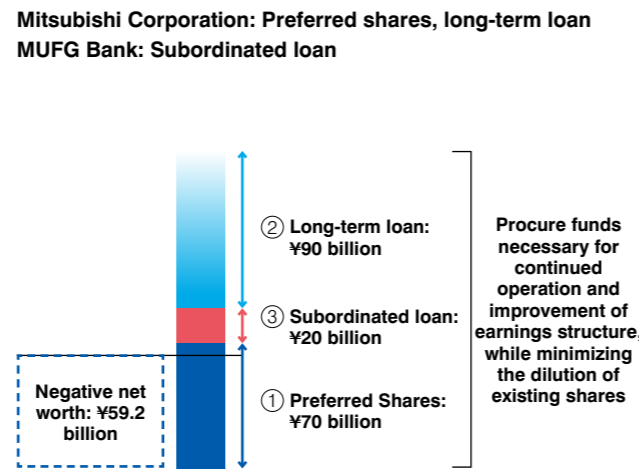 Mitsubishi Corporation: Preferred shares, long-term loan
MUFG Bank: Subordinated loan
② Long-term loan:
¥90 billion
③ Subordinated loan:
¥20 billion
① Preferred Shares:
¥70 billion
Negative net
worth: ¥59.2
billion
Procure funds
necessary for
continued
operation and
improvement of
earnings structure,
while minimizing
the dilution of
existing shares